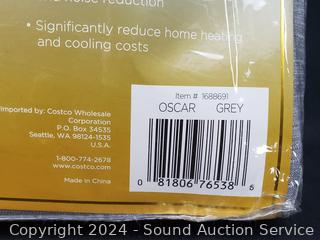 noise reduction
• Significantly reduce home heating
and cooling costs
Item # 1688691
OSCAR GREY
Imported by: Costco Wholesale
Corporation
P.O. Box 34535
Seattle, WA 98124-1535
U.S.A.
1-800-774-2678
www.costco.com
Made in China
0 81806 76538 5
Copyright 2024 - Sound Auction Service